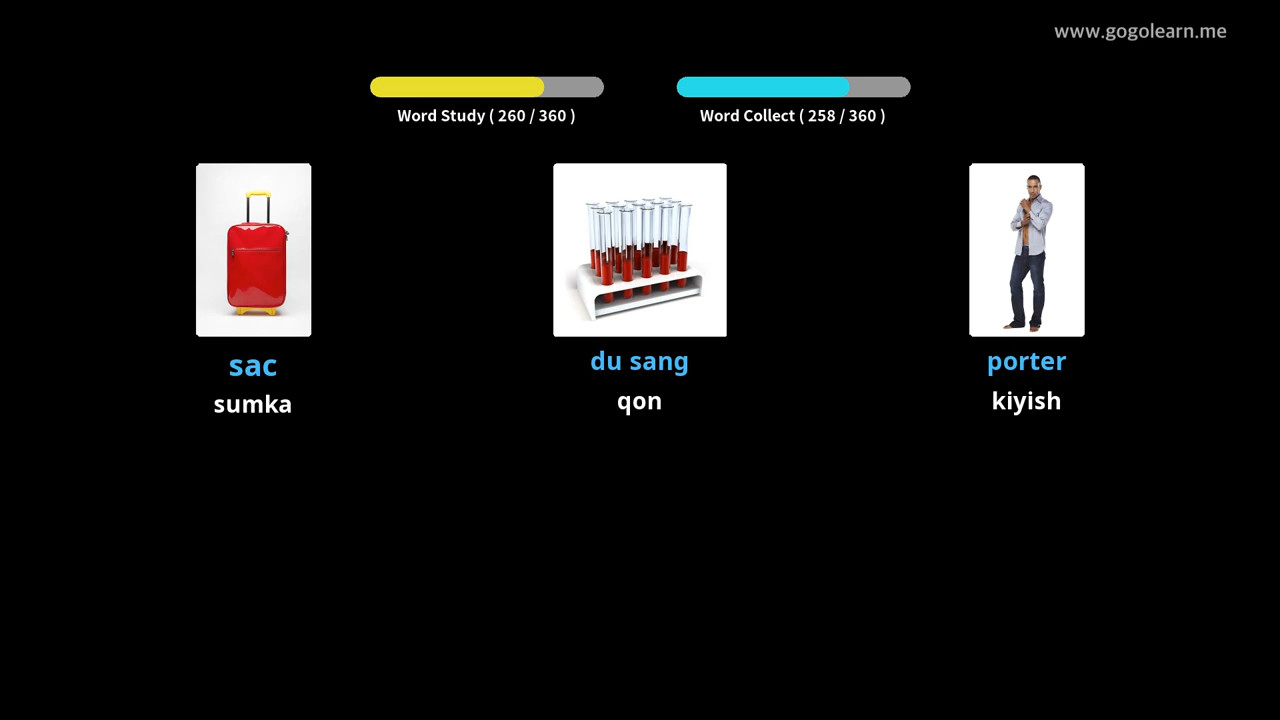 www.gogolearn.me
Word Study ( 260 / 360 )
Word Collect ( 258 / 360 )
sac
sumka
du sang
qon
porter
kiyish